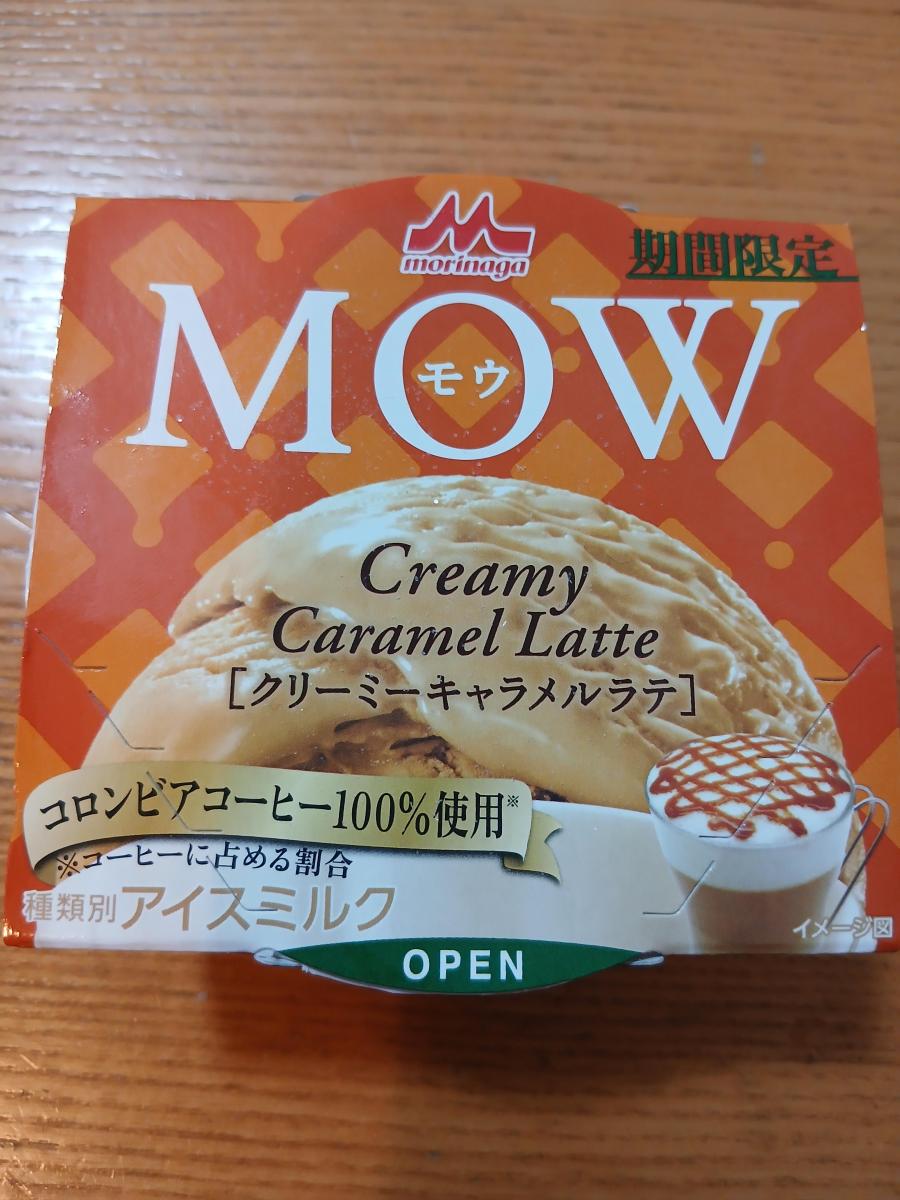 morinaga
期間限定
MOW
モウ
Creamy
Caramel Latte
[クリーミーキャラメルラテ]
コロンビアコーヒー100%使用※
※コーヒーに占める割合
種類別アイスミルク
イメージ図
OPEN